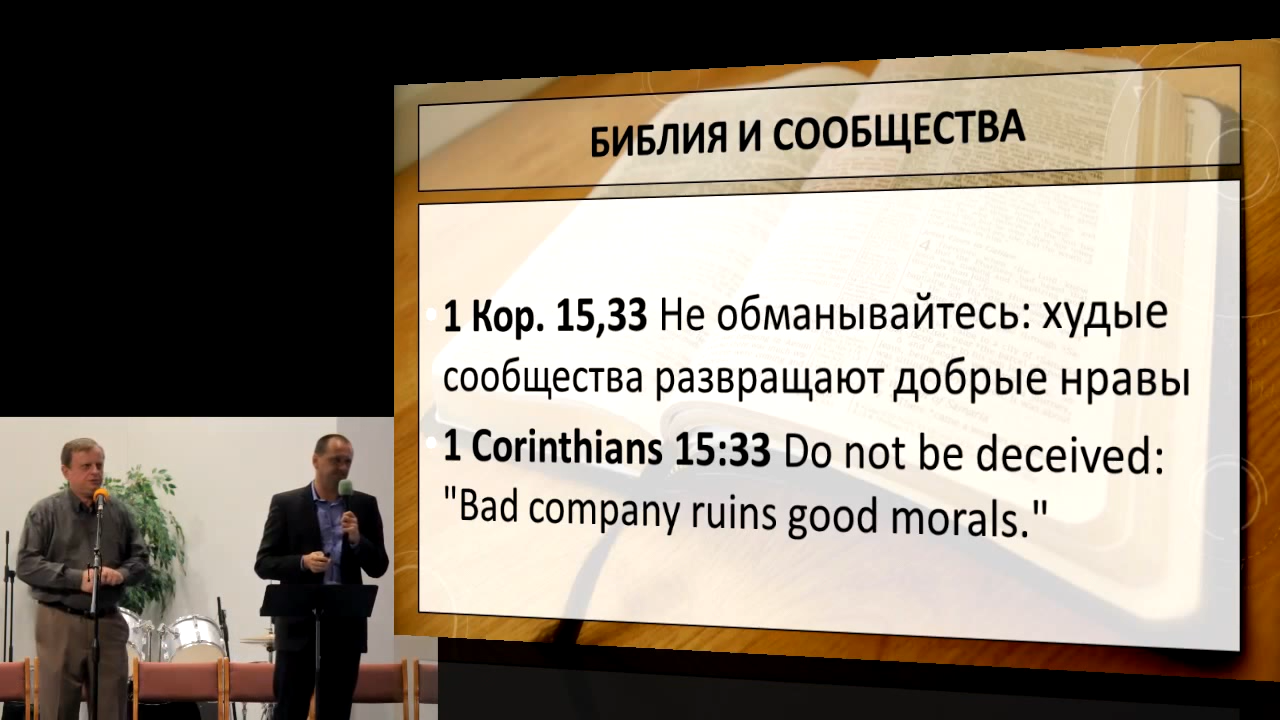 БИБЛИЯ И СООБЩЕСТВА
1 Кор. 15,33 Не обманывайтесь: худые
сообщества развращают добрые нравы
1 Corinthians 15:33 Do not be deceived:
"Bad company ruins good morals."